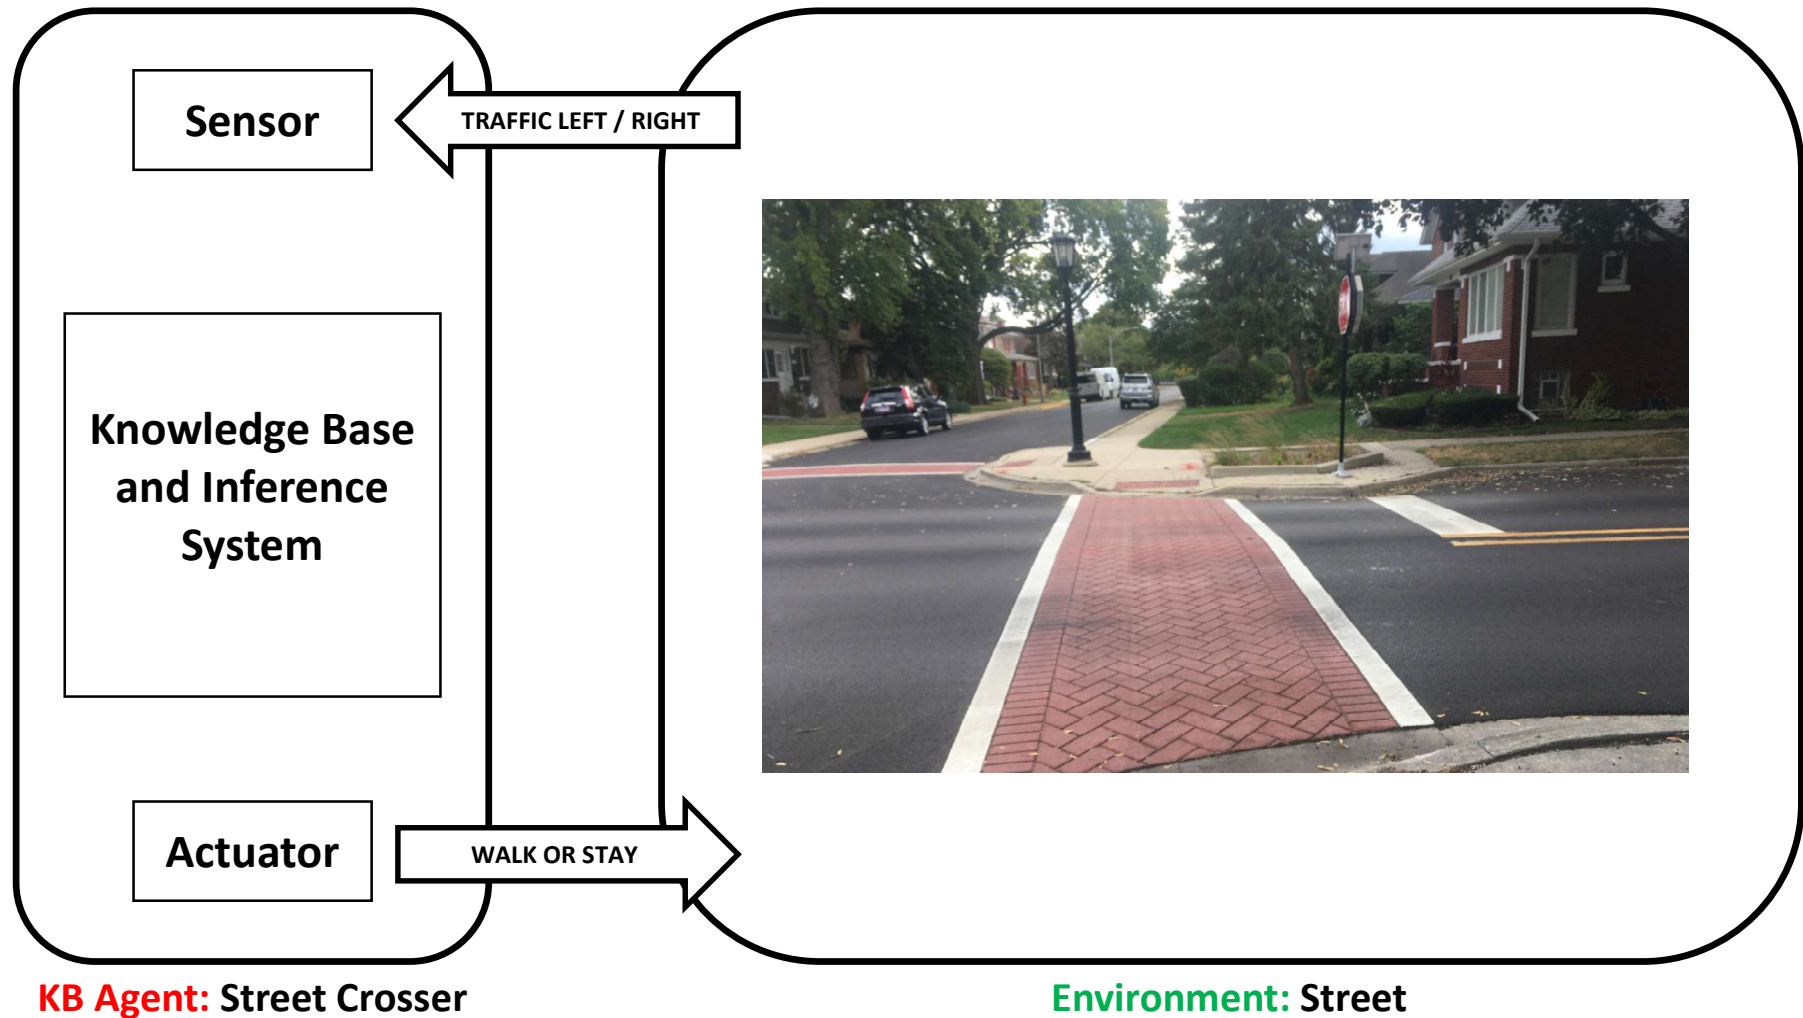 Sensor
TRAFFIC LEFT / RIGHT
Knowledge Base
and Inference
System
Actuator
WALK OR STAY
KB Agent: Street Crosser
Environment: Street